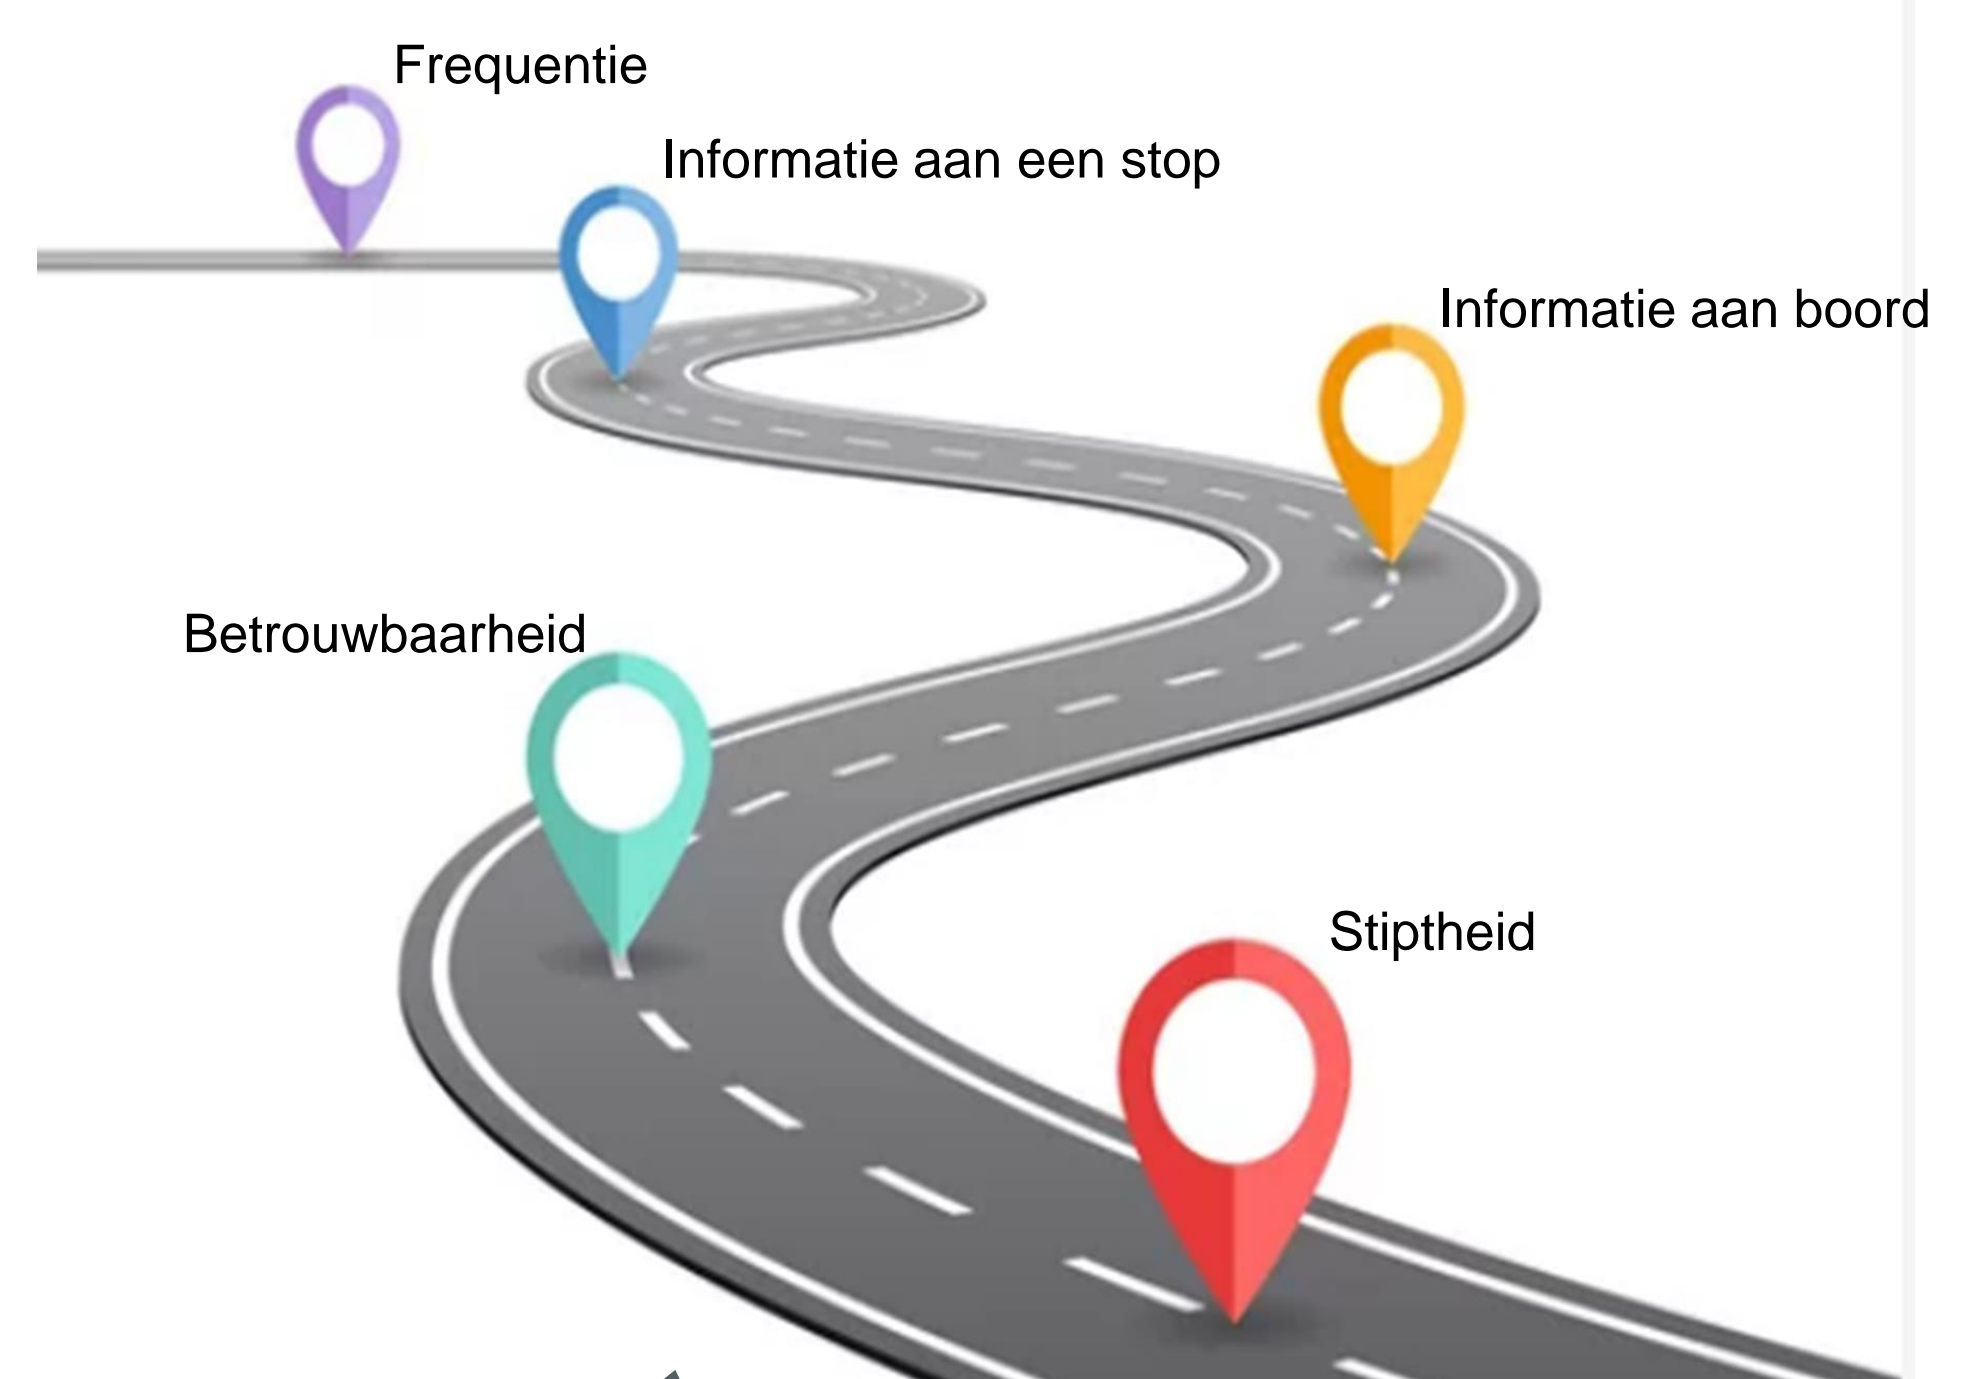 Frequentie
Informatie aan een stop
Informatie aan boord
Betrouwbaarheid
Stiptheid